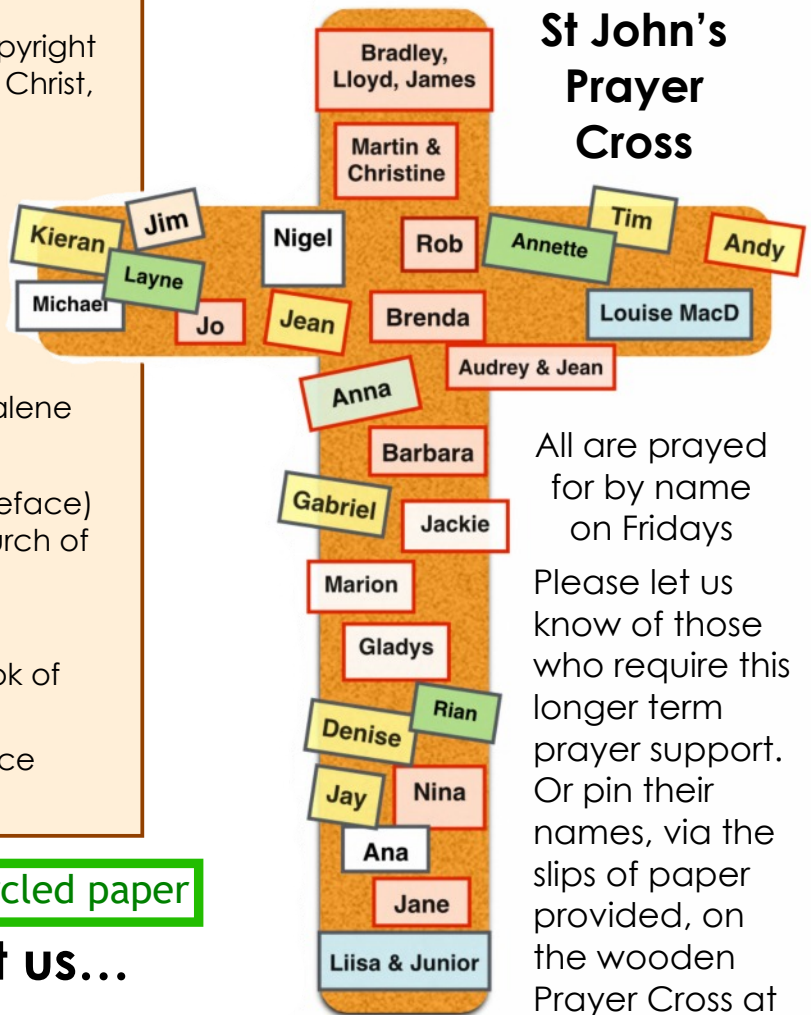 pyright
Christ,
alene
eface)
urch of
ok of
ce
cled paper
t us…
St John’s
Prayer
Cross
Bradley,
Lloyd, James
Martin &
Christine
Kieran
Jim
Layne
Michael
Jo
Nigel
Jean
Rob
Brenda
Annette
Tim
Andy
Louise MacD
Audrey & Jean
Anna
Barbara
Gabriel
Jackie
Marion
Gladys
Rian
Denise
Jay
Nina
Ana
Jane
Liisa & Junior
All are prayed
for by name
on Fridays
Please let us
know of those
who require this
longer term
prayer support.
Or pin their
names, via the
slips of paper
provided, on
the wooden
Prayer Cross at